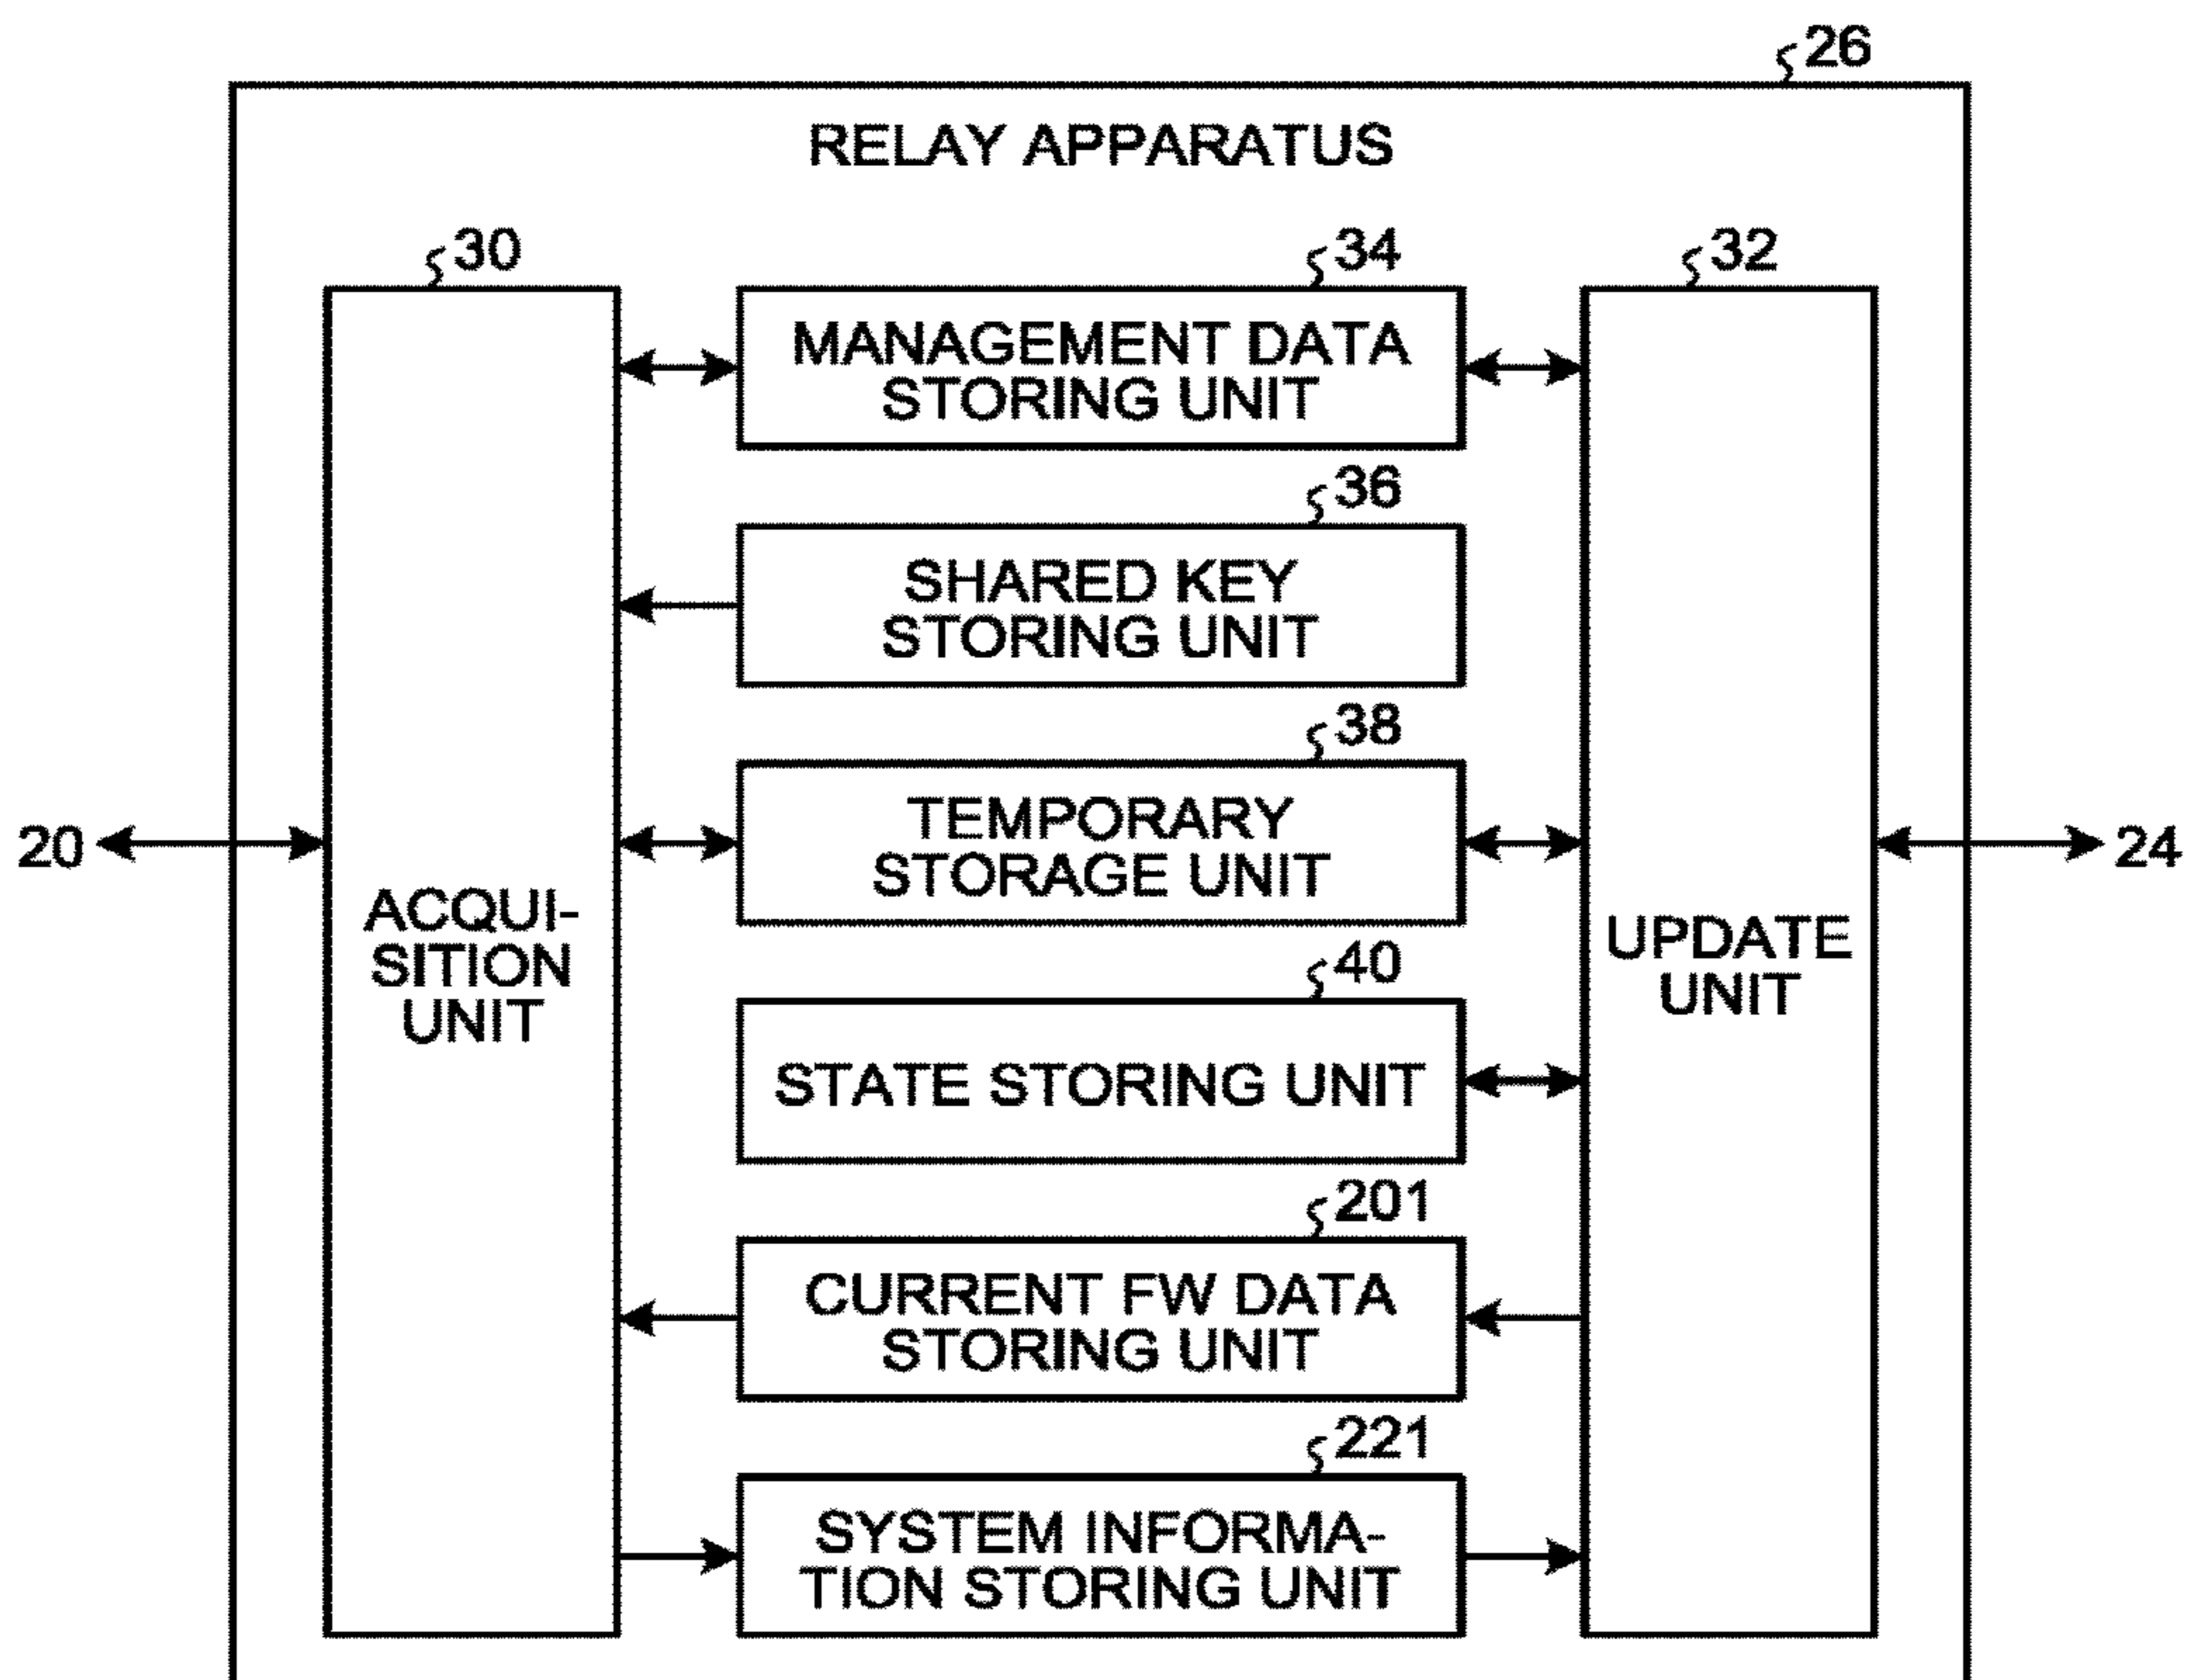 26
RELAY APPARATUS
30
34
32
MANAGEMENT DATA
STORING UNIT
36
SHARED KEY
STORING UNIT
38
TEMPORARY
STORAGE UNIT
20
24
ACQUI-
SITION
UNIT
UPDATE
UNIT
40
STATE STORING UNIT
201
CURRENT FW DATA
STORING UNIT
221
SYSTEM INFORMA-
TION STORING UNIT